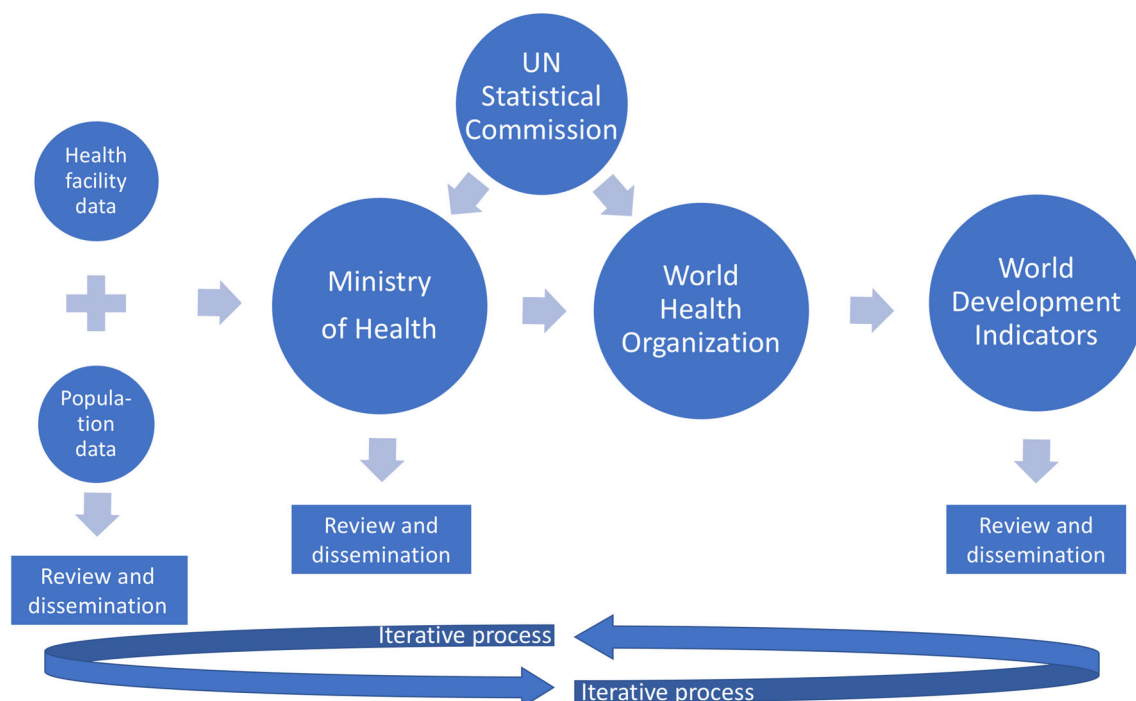 UN
Statistical
Commission
Health
facility
data
Ministry
of Health
World
Health
Organization
World
Development
Indicators
Popula-
tion
data
Review and
dissemination
Review and
dissemination
Review and
dissemination
Iterative process
Iterative process